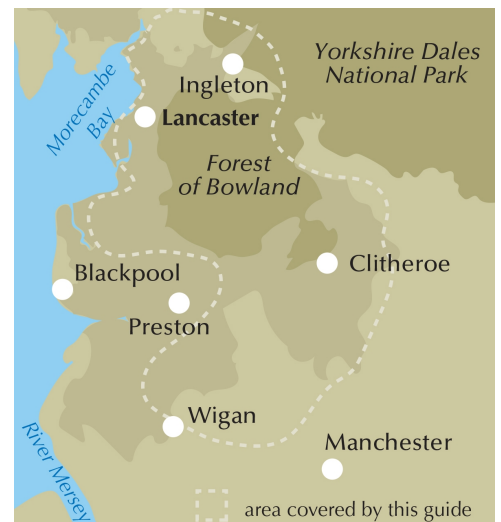 Yorkshire Dales
National Park
Ingleton
Morecambe
Bay
Lancaster
Forest
of Bowland
Blackpool
Clitheroe
Preston
Wigan
Manchester
River Mersey
area covered by this guide